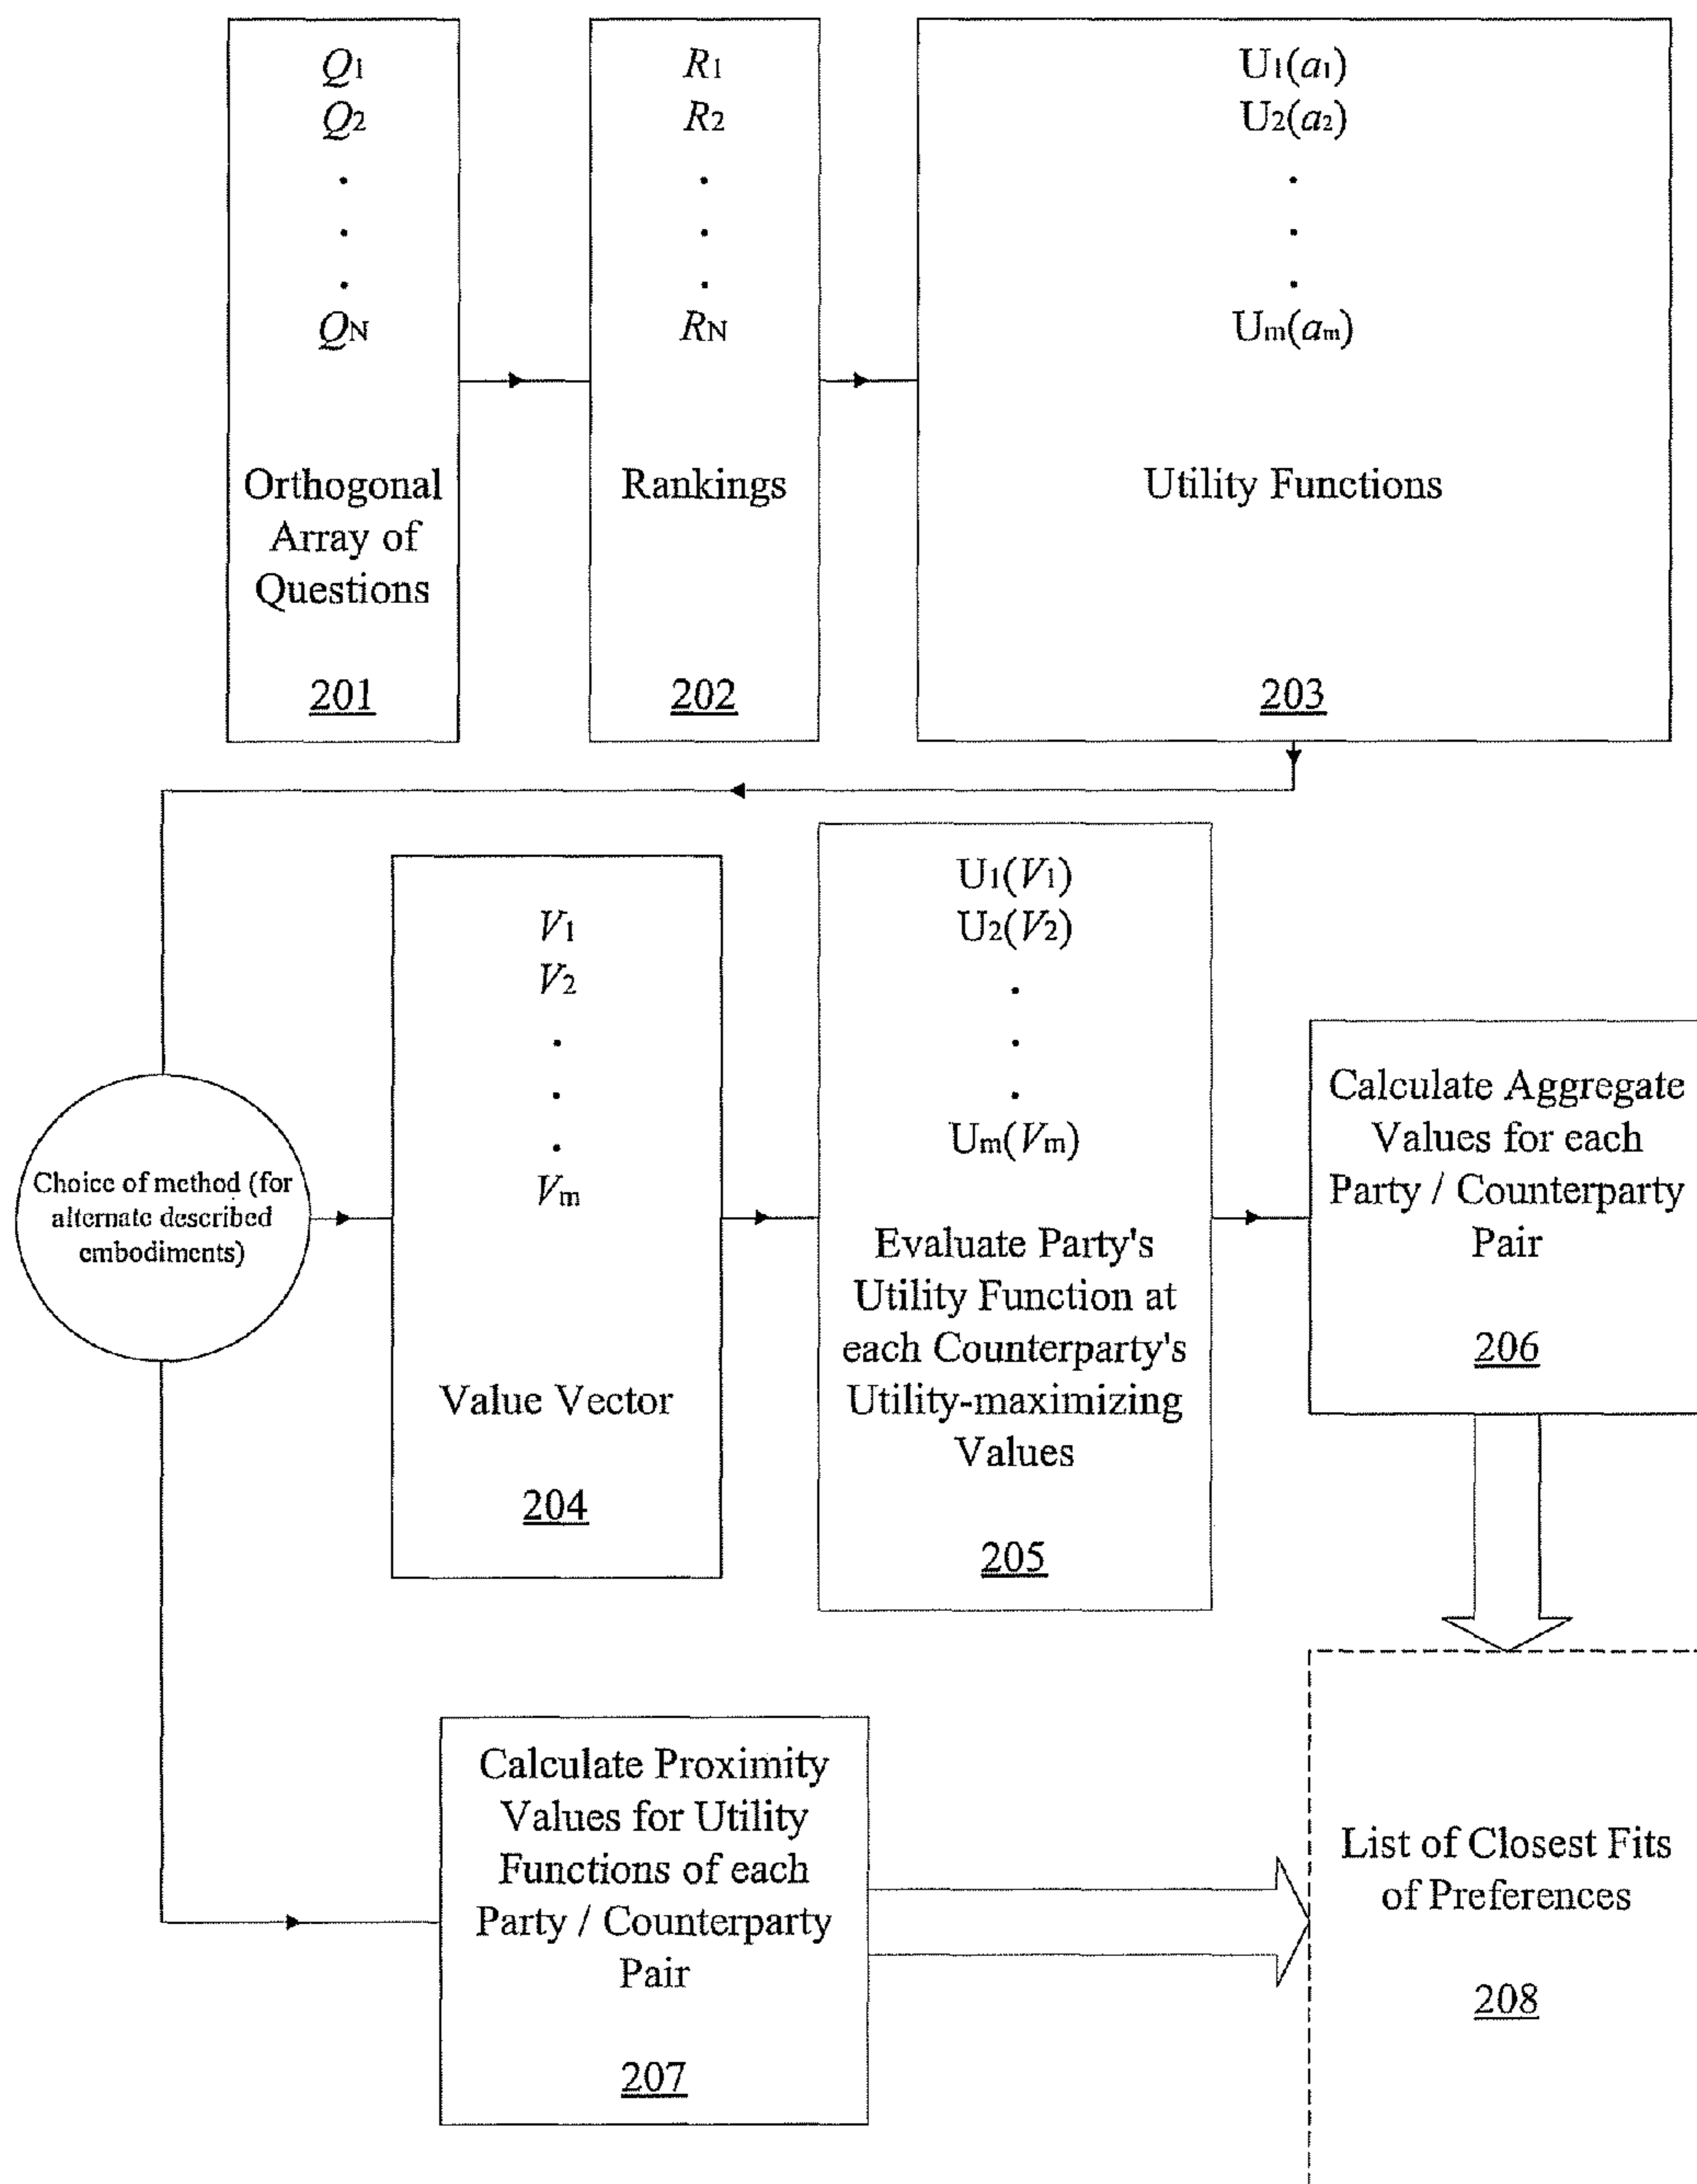 Q1
Q2
.
.
.
QN
Orthogonal
Array of
Questions
201
R1
R2
.
.
.
RN
Rankings
202
U1(a1)
U2(a2)
.
.
.
Um(am)
Utility Functions
203
Choice of method (for
alternate described
embodiments)
V1
V2
.
.
.
Vm
Value Vector
204
U1(V1)
U2(V2)
.
.
.
Um(Vm)
Evaluate Party's
Utility Function at
each Counterparty's
Utility-maximizing
Values
205
Calculate Aggregate
Values for each
Party / Counterparty
Pair
206
Calculate Proximity
Values for Utility
Functions of each
Party / Counterparty
Pair
207
List of Closest Fits
of Preferences
208